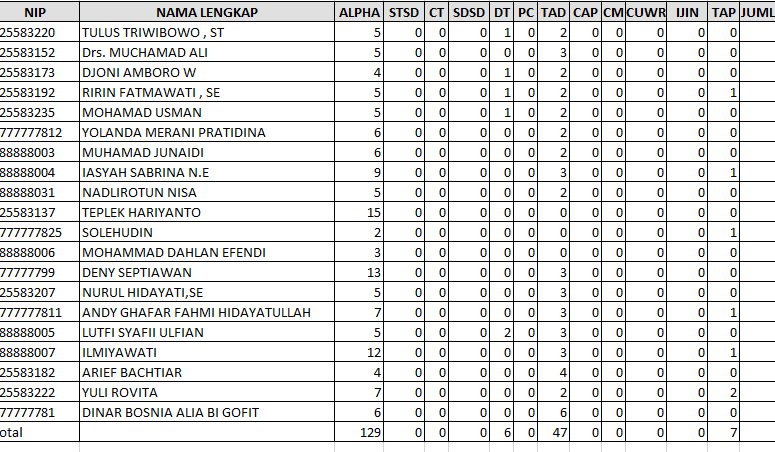 NIP NAMA LENGKAP ALPHA STSD CT SDSD DT PC TAD CAP CM CUWR IJIN TAP JUML
25583220 TULUS TRIWIBOWO , ST 5 0 0 0 1 0 2 0 0 0 0 0
25583152 Drs. MUCHAMAD ALI 5 0 0 0 0 0 3 0 0 0 0 0
25583173 DJONI AMBORO W 4 0 0 0 1 0 2 0 0 0 0 0
25583192 RIRIN FATMAWATI , SE 5 0 0 0 1 0 2 0 0 0 0 1
25583235 MOHAMAD USMAN 5 0 0 0 1 0 2 0 0 0 0 0
777777812 YOLANDA MERANI PRATIDINA 6 0 0 0 0 0 2 0 0 0 0 0
88888003 MUHAMAD JUNAIDI 6 0 0 0 0 0 2 0 0 0 0 0
88888004 IASYAH SABRINA N.E 9 0 0 0 0 0 3 0 0 0 0 1
88888031 NADLIROTUN NISA 5 0 0 0 0 0 2 0 0 0 0 0
25583137 TEPLEK HARIYANTO 15 0 0 0 0 0 0 0 0 0 0 0
777777825 SOLEHUDIN 2 0 0 0 0 0 0 0 0 0 0 1
88888006 MOHAMMAD DAHLAN EFENDI 3 0 0 0 0 0 0 0 0 0 0 0
77777799 DENY SEPTIAWAN 13 0 0 0 0 0 3 0 0 0 0 0
25583207 NURUL HIDAYATI,SE 5 0 0 0 0 0 3 0 0 0 0 0
777777811 ANDY GHAFAR FAHMI HIDAYATULLAH 7 0 0 0 0 0 3 0 0 0 0 1
88888005 LUTFI SYAFII ULFIAN 5 0 0 0 2 0 3 0 0 0 0 0
88888007 ILMIYAWATI 12 0 0 0 0 0 3 0 0 0 0 1
25583182 ARIEF BACHTIAR 4 0 0 0 0 0 4 0 0 0 0 0
25583222 YULI ROVITA 7 0 0 0 0 0 2 0 0 0 0 2
77777781 DINAR BOSNIA ALIA BI GOFIT 6 0 0 0 0 0 6 0 0 0 0 0
otal 129 0 0 0 6 0 47 0 0 0 0 7